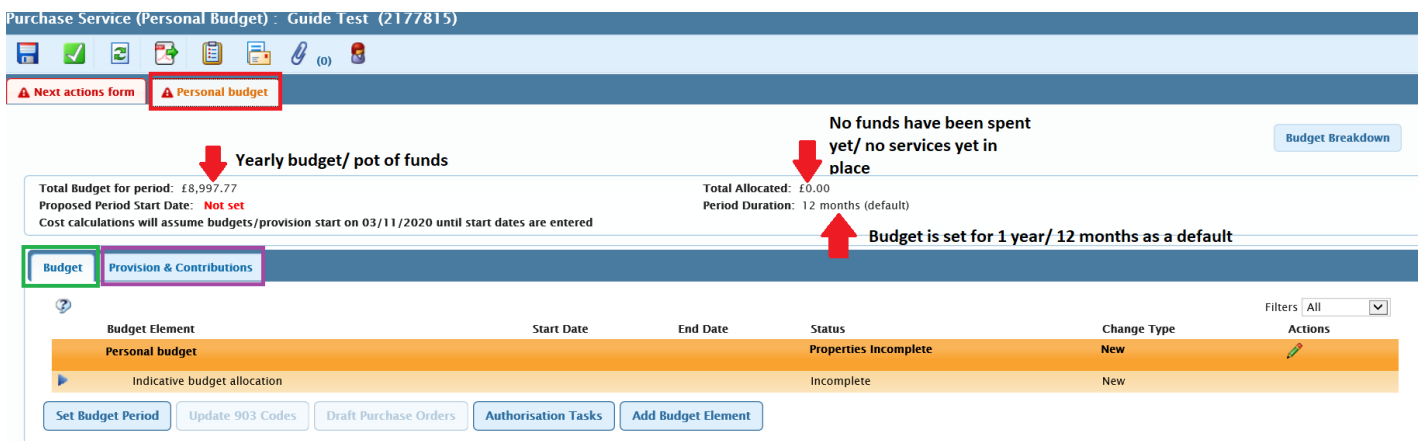 Purchase Service (Personal Budget) : Guide Test (2177815)
(0)
Next actions form Personal budget
No funds have been spent
yet/ no services yet in
place
Budget Breakdown
Yearly budget/ pot of funds
Total Budget for period: £8,997.77 Total Allocated: £0.00
Proposed Period Start Date: Not set Period Duration: 12 months (default)
Cost calculations will assume budgets/provision start on 03/11/2020 until start dates are entered
Budget is set for 1 year/ 12 months as a default
Budget Provision & Contributions
Filters All
Budget Element Start Date End Date Status Change Type Actions
Personal budget Properties Incomplete New
Indicative budget allocation Incomplete New
Set Budget Period Update 903 Codes Draft Purchase Orders Authorisation Tasks Add Budget Element